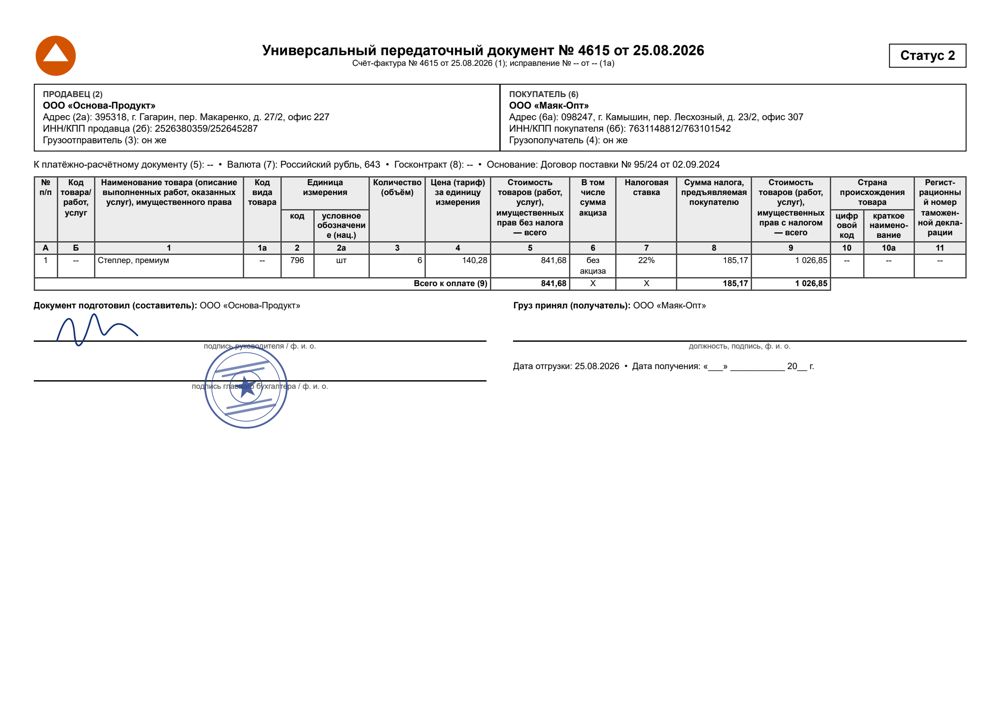 Универсальный передаточный документ № 4615 от 25.08.2026
Счёт-фактура № 4615 от 25.08.2026 (1); исправление № -- от -- (1а)
Статус 2
ПРОДАВЕЦ (2)
ООО «Основа-Продукт»
Адрес (2а): 395318, г. Гагарин, пер. Макаренко, д. 27/2, офис 227
ИНН/КПП продавца (2б): 2526380359/252645287
Грузоотправитель (3): он же
ПОКУПАТЕЛЬ (6)
ООО «Маяк-Опт»
Адрес (6а): 098247, г. Камышин, пер. Лесхозный, д. 23/2, офис 307
ИНН/КПП покупателя (6б): 7631148812/763101542
Грузополучатель (4): он же
К платёжно-расчётному документу (5): -- • Валюта (7): Российский рубль, 643 • Госконтракт (8): -- • Основание: Договор поставки № 95/24 от 02.09.2024
№ п/п
Код товара/ работ, услуг
Наименование товара (описание выполненных работ, оказанных услуг), имущественного права
Код вида товара
Единица измерения
код
условное обозначени е (нац.)
Количество (объём)
Цена (тариф) за единицу измерения
Стоимость товаров (работ, услуг), имущественных прав без налога — всего
В том числе сумма акциза
Налоговая ставка
Сумма налога, предъявляемая покупателю
Стоимость товаров (работ, услуг), имущественных прав с налогом — всего
Страна происхождения товара
цифр овой код
краткое наимено- вание
Регист- рационны й номер таможен- ной декла- рации
А Б 1 1а 2 2а 3 4 5 6 7 8 9 10 10а 11
1 -- Степлер, премиум -- 796 шт 6 140,28 841,68 без акциза 22% 185,17 1 026,85 -- -- --
Всего к оплате (9) 841,68 Х Х 185,17 1 026,85
Документ подготовил (составитель): ООО «Основа-Продукт»
подпись руководителя / ф. и. о.
подпись главного бухгалтера / ф. и. о.
Груз принял (получатель): ООО «Маяк-Опт»
должность, подпись, ф. и. о.
Дата отгрузки: 25.08.2026 • Дата получения: «___» ___________ 20__ г.